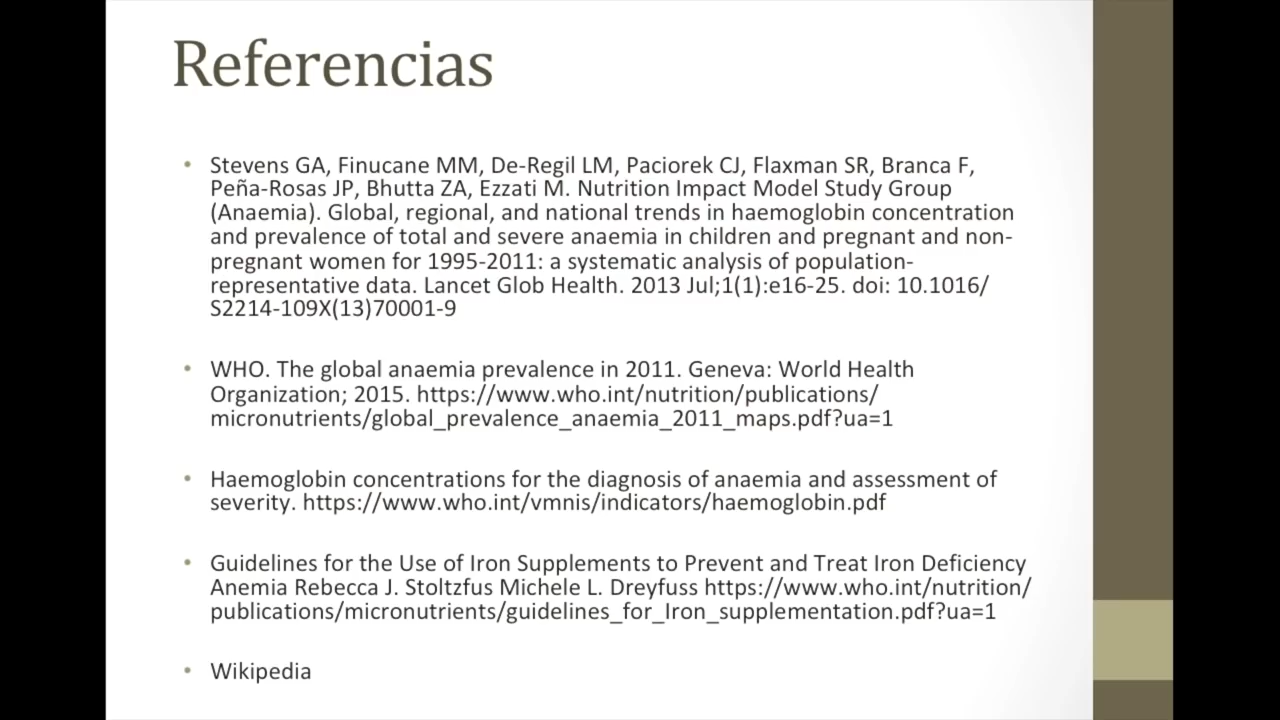 Referencias
• Stevens GA, Finucane MM, De-Regil LM, Paciorek CJ, Flaxman SR, Branca F,
Peña-Rosas JP, Bhutta ZA, Ezzati M. Nutrition Impact Model Study Group
(Anaemia). Global, regional, and national trends in haemoglobin concentration
and prevalence of total and severe anaemia in children and pregnant and non-
pregnant women for 1995-2011: a systematic analysis of population-
representative data. Lancet Glob Health. 2013 Jul;1(1):e16-25. doi: 10.1016/
S2214-109X(13)70001-9
• WHO. The global anaemia prevalence in 2011. Geneva: World Health
Organization; 2015. https://www.who.int/nutrition/publications/
micronutrients/global_prevalence_anaemia_2011_maps.pdf?ua=1
• Haemoglobin concentrations for the diagnosis of anaemia and assessment of
severity. https://www.who.int/vmnis/indicators/haemoglobin.pdf
• Guidelines for the Use of Iron Supplements to Prevent and Treat Iron Deficiency
Anemia Rebecca J. Stoltzfus Michele L. Dreyfuss https://www.who.int/nutrition/
publications/micronutrients/guidelines_for_Iron_supplementation.pdf?ua=1
• Wikipedia